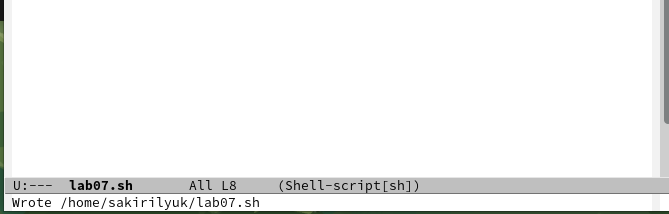 U:---  lab07.sh       All L8     (Shell-script[sh])
Wrote /home/sakirilyuk/lab07.sh